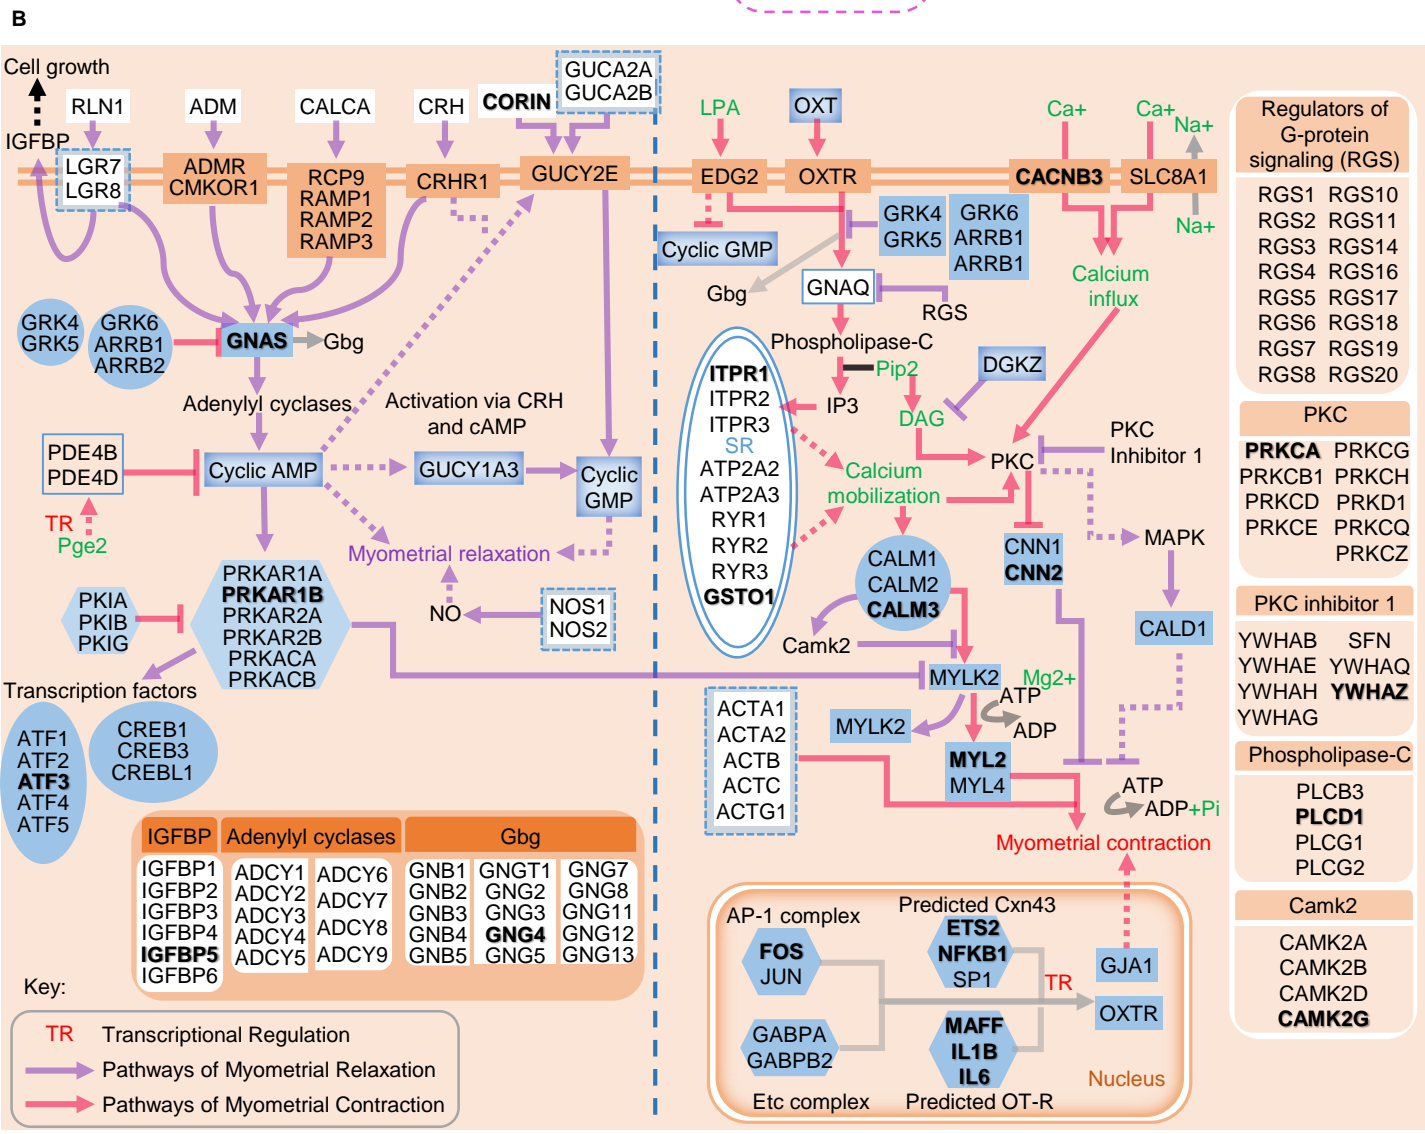 B
Cell growth
IGFBP
RLN1
ADM
CALCA
CRH
CORIN
GUCA2A
GUCA2B
LGR7
LGR8
ADMR
CMKOR1
RCP9
RAMP1
RAMP2
RAMP3
CRHR1
GUCY2E
GRK4
GRK5
GRK6
ARRB1
ARRB2
GNAS
Gbg
Adenylyl cyclases
Activation via CRH
and cAMP
PDE4B
PDE4D
Cyclic AMP
GUCY1A3
Cyclic
GMP
TR
Pge2
Myometrial relaxation
PKIA
PKIB
PKIG
PRKAR1A
PRKAR1B
PRKAR2A
PRKAR2B
PRKACA
PRKACB
NO
NOS1
NOS2
Transcription factors
ATF1
ATF2
ATF3
ATF4
ATF5
CREB1
CREB3
CREBL1
IGFBP
IGFBP1
IGFBP2
IGFBP3
IGFBP4
IGFBP5
IGFBP6
Adenylyl cyclases
ADCY1
ADCY2
ADCY3
ADCY4
ADCY5
ADCY6
ADCY7
ADCY8
ADCY9
Gbg
GNB1
GNB2
GNB3
GNB4
GNB5
GNGT1
GNG2
GNG3
GNG4
GNG5
GNG7
GNG8
GNG11
GNG12
GNG13
Key:
TR Transcriptional Regulation
Pathways of Myometrial Relaxation
Pathways of Myometrial Contraction
LPA
OXT
Ca+
Ca+
Na+
EDG2
OXTR
CACNB3
SLC8A1
Na+
Cyclic GMP
GRK4
GRK5
GRK6
ARRB1
ARRB1
Gbg
GNAQ
RGS
Calcium
influx
Phospholipase-C
Pip2
IP3
DGKZ
DAG
ITPR1
ITPR2
ITPR3
SR
ATP2A2
ATP2A3
RYR1
RYR2
RYR3
GSTO1
PKC
PKC
Inhibitor 1
Calcium
mobilization
CALM1
CALM2
CALM3
CNN1
CNN2
MAPK
CALD1
Camk2
MYLK2
Mg2+
ATP
ADP
MYLK2
MYL2
MYL4
ACTA1
ACTA2
ACTB
ACTC
ACTG1
ATP
ADP+Pi
Myometrial contraction
AP-1 complex
FOS
JUN
Predicted Cxn43
ETS2
NFKB1
SP1
TR
GJA1
OXTR
GABPA
GABPB2
Etc complex
MAFF
IL1B
IL6
Predicted OT-R
Nucleus
Regulators of
G-protein
signaling (RGS)
RGS1 RGS10
RGS2 RGS11
RGS3 RGS14
RGS4 RGS16
RGS5 RGS17
RGS6 RGS18
RGS7 RGS19
RGS8 RGS20
PKC
PRKCA PRKCG
PRKCB1 PRKCH
PRKCD PRKD1
PRKCE PRKCQ
PRKCZ
PKC inhibitor 1
YWHAB SFN
YWHAE YWHAQ
YWHAH YWHAZ
YWHAG
Phospholipase-C
PLCB3
PLCD1
PLCG1
PLCG2
Camk2
CAMK2A
CAMK2B
CAMK2D
CAMK2G